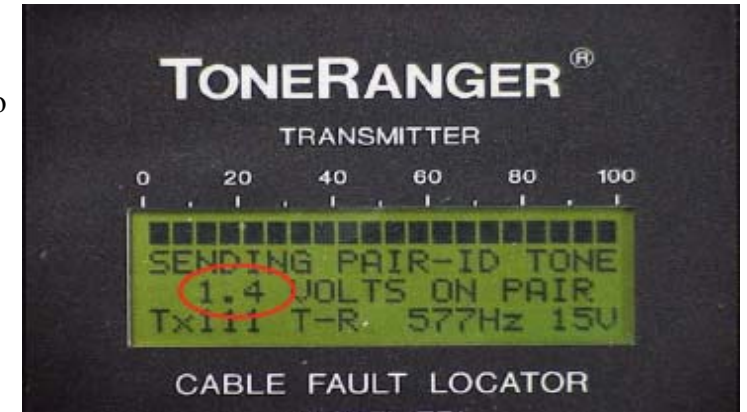 TONERANGER®
TRANSMITTER
0 20 40 60 80 100
SENDING PAIR-ID TONE
1.4 VOLTS ON PAIR
TxIII T-R 577Hz 15V
CABLE FAULT LOCATOR